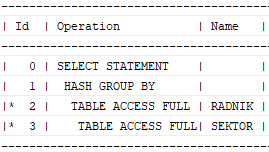 --------------------------------------------
| Id  | Operation          | Name   |
--------------------------------------------
|   0 | SELECT STATEMENT   |        |
|   1 |  HASH GROUP BY     |        |
|*  2 |   TABLE ACCESS FULL | RADNIK |
|*  3 |    TABLE ACCESS FULL| SEKTOR |
--------------------------------------------